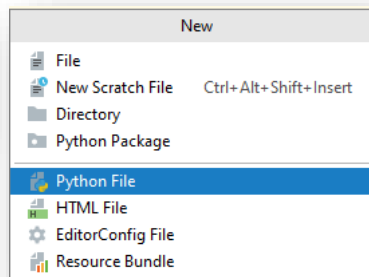 New
File
New Scratch File Ctrl+Alt+Shift+Insert
Directory
Python Package
Python File
H HTML File
EditorConfig File
Resource Bundle